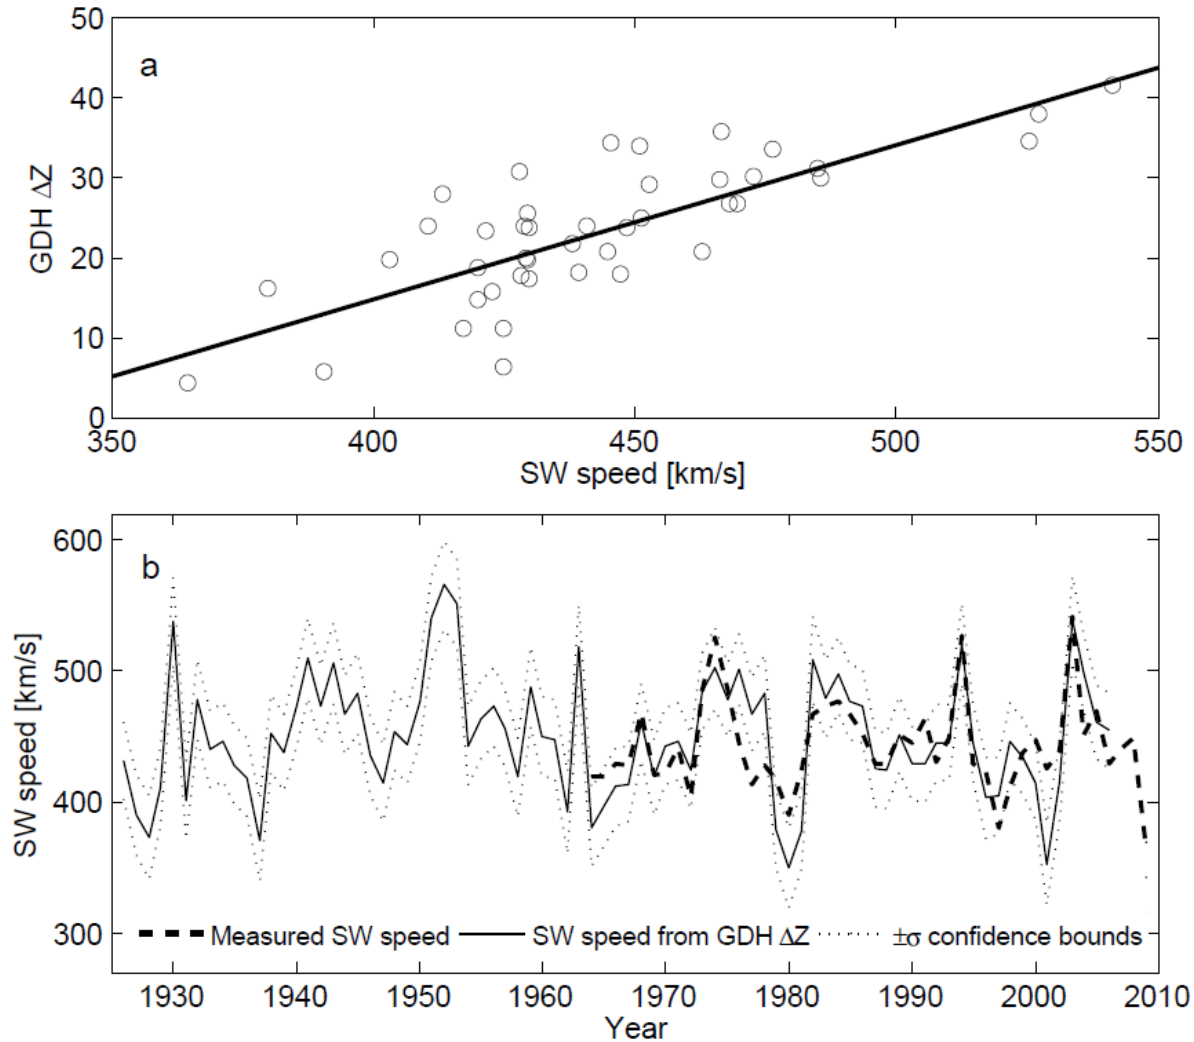 50
a
40
GDH ΔZ
30
20
10
0
350 400 450 500 550
SW speed [km/s]
600
b
SW speed [km/s]
500
400
300
Measured SW speed SW speed from GDH ΔZ ±σ confidence bounds
1930 1940 1950 1960 1970 1980 1990 2000 2010
Year